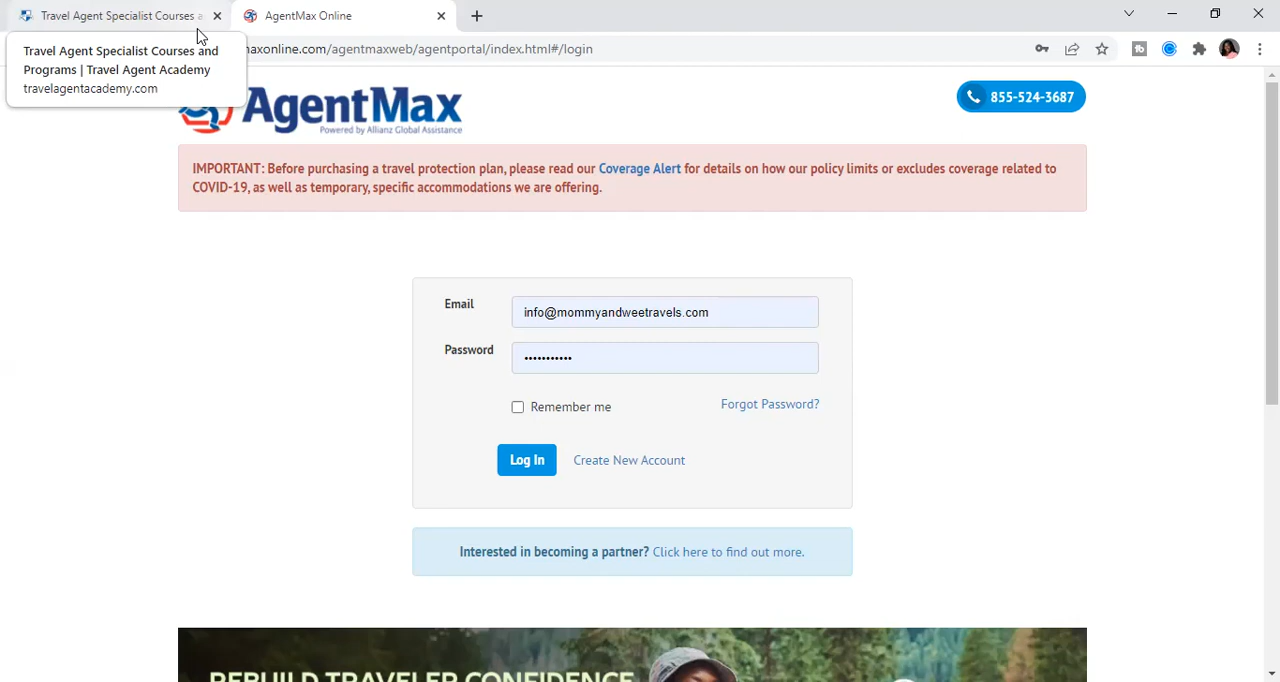 Travel Agent Specialist Courses a
AgentMax Online
Travel Agent Specialist Courses and
Programs | Travel Agent Academy
travelagentacademy.com
maxonline.com/agentmaxweb/agentportal/index.html#/login
AgentMax
Powered by Allianz Global Assistance
855-524-3687
IMPORTANT: Before purchasing a travel protection plan, please read our Coverage Alert for details on how our policy limits or excludes coverage related to
COVID-19, as well as temporary, specific accommodations we are offering.
Email
info@mommyandweetravels.com
Password
•••••••••••
Remember me
Forgot Password?
Log In
Create New Account
Interested in becoming a partner? Click here to find out more.
REBUILD TRAVELER CONFIDENCE